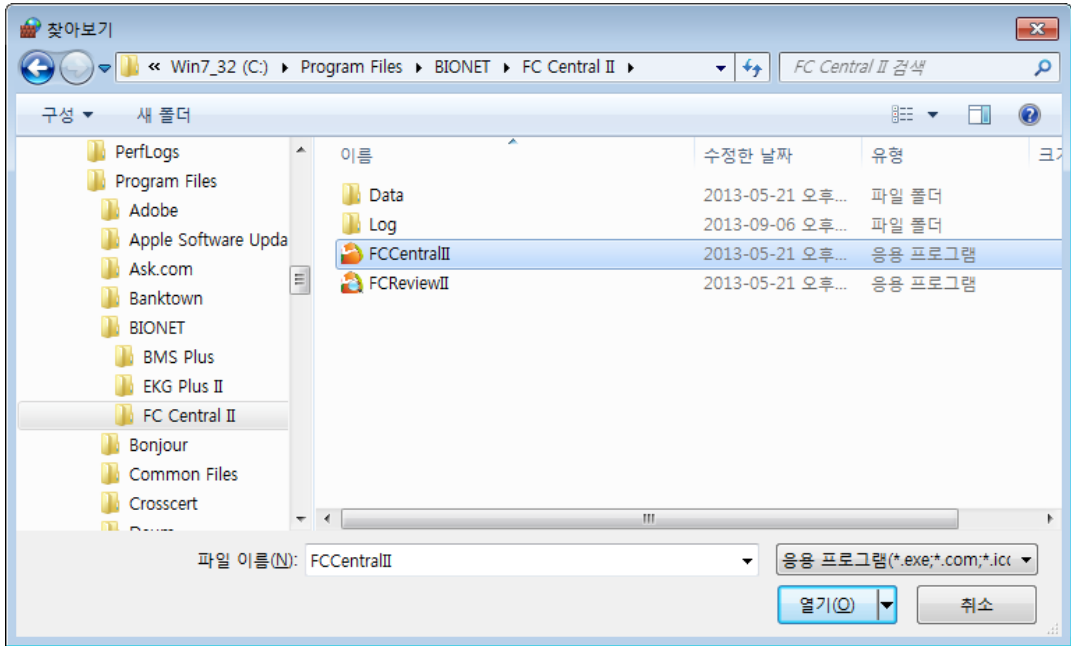 찾아보기
« Win7_32 (C:) ▸ Program Files ▸ BIONET ▸ FC Central Ⅱ ▸
FC Central Ⅱ 검색
구성 ▼ 새 폴더
PerfLogs
Program Files
Adobe
Apple Software Upda
Ask.com
Banktown
BIONET
BMS Plus
EKG Plus Ⅱ
FC Central Ⅱ
Bonjour
Common Files
Crosscert
이름 수정한 날짜 유형
Data 2013-05-21 오후... 파일 폴더
Log 2013-09-06 오후... 파일 폴더
FCCentralⅡ 2013-05-21 오후... 응용 프로그램
FCReviewⅡ 2013-05-21 오후... 응용 프로그램
파일 이름(N): FCCentralⅡ
응용 프로그램(*.exe;*.com;*.ic
열기(O) 취소